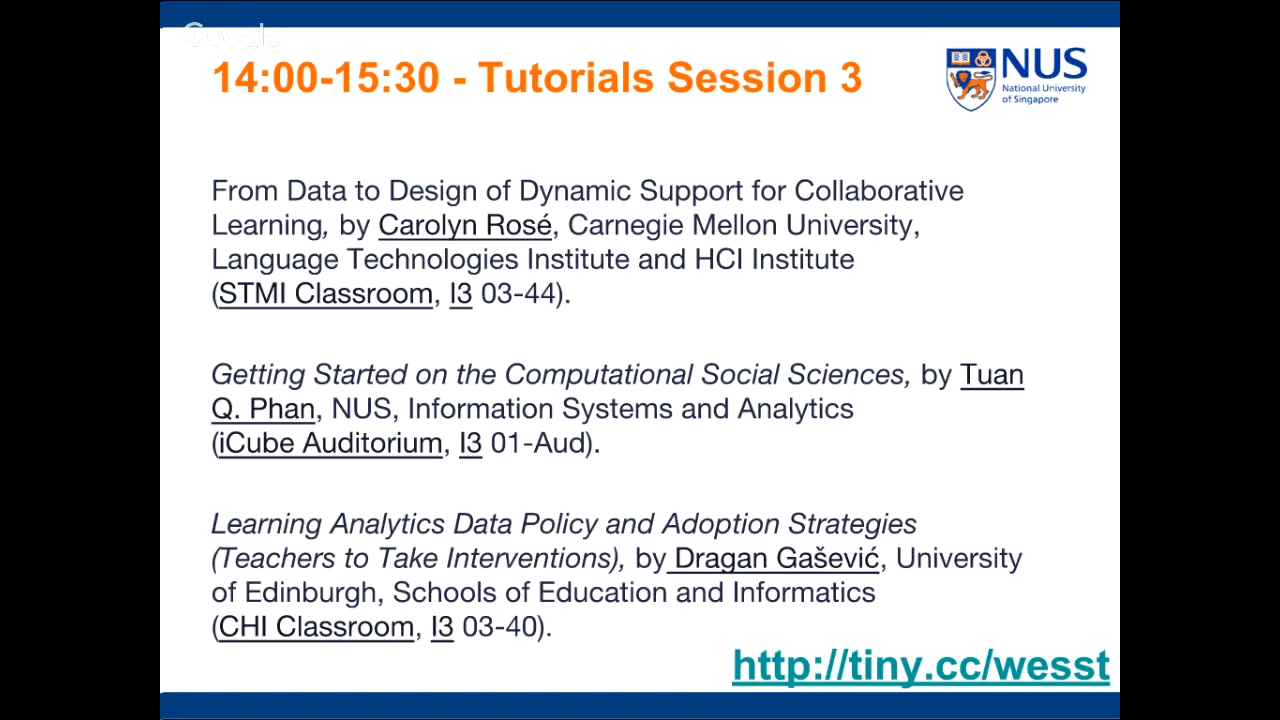 Google
14:00-15:30 - Tutorials Session 3
NUS
National University
of Singapore
From Data to Design of Dynamic Support for Collaborative
Learning, by Carolyn Rosé, Carnegie Mellon University,
Language Technologies Institute and HCI Institute
(STMI Classroom, I3 03-44).
Getting Started on the Computational Social Sciences, by Tuan
Q. Phan, NUS, Information Systems and Analytics
(iCube Auditorium, I3 01-Aud).
Learning Analytics Data Policy and Adoption Strategies
(Teachers to Take Interventions), by Dragan Gašević, University
of Edinburgh, Schools of Education and Informatics
(CHI Classroom, I3 03-40).
http://tiny.cc/wesst